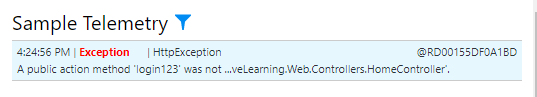 Sample Telemetry
4:24:56 PM | Exception | HttpException @RD00155DF0A1BD
A public action method 'login123' was not ...veLearning.Web.Controllers.HomeController'.